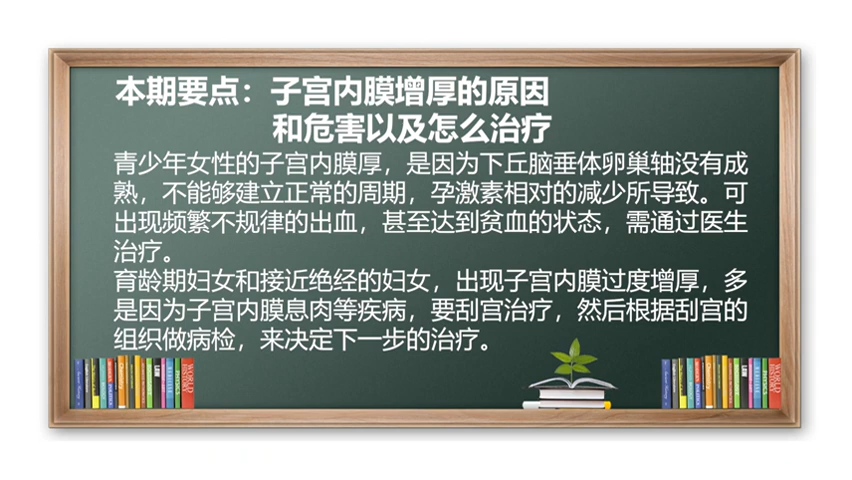 本期要点：子宫内膜增厚的原因
和危害以及怎么治疗
青少年女性的子宫内膜厚，是因为下丘脑垂体卵巢轴没有成
熟，不能够建立正常的周期，孕激素相对的减少所导致。可
出现频繁不规律的出血，甚至达到贫血的状态，需通过医生
治疗。
育龄期妇女和接近绝经的妇女，出现子宫内膜过度增厚，多
是因为子宫内膜息肉等疾病，要刮宫治疗，然后根据刮宫的
组织做病检，来决定下一步的治疗。
WORLD HISTORY
WORLD HISTORY